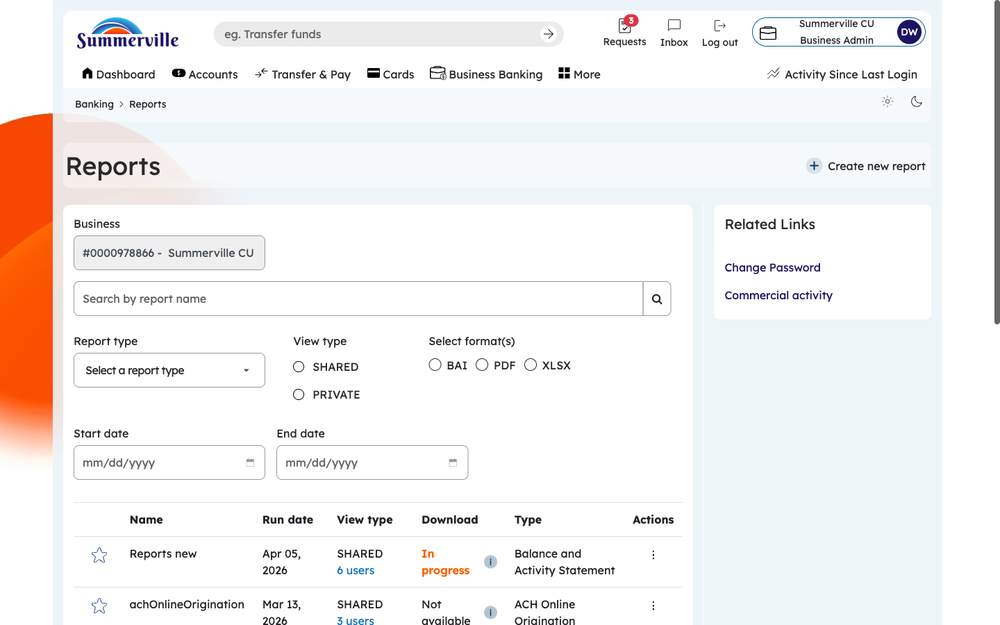 Summerville
eg. Transfer funds
3
Requests
Inbox
Log out
Summerville CU
Business Admin
DW
Dashboard
Accounts
Transfer & Pay
Cards
Business Banking
More
Activity Since Last Login
Banking > Reports
Reports
Create new report
Business
#0000978866 - Summerville CU
Search by report name
Report type
Select a report type
View type
SHARED
PRIVATE
Select format(s)
BAI PDF XLSX
Start date
mm/dd/yyyy
End date
mm/dd/yyyy
Name Run date View type Download Type Actions
Reports new
Apr 05,
2026
SHARED
6 users
In
progress
Balance and
Activity Statement
achOnlineOrigination
Mar 13,
2026
SHARED
3 users
Not
available
ACH Online
Origination
Related Links
Change Password
Commercial activity